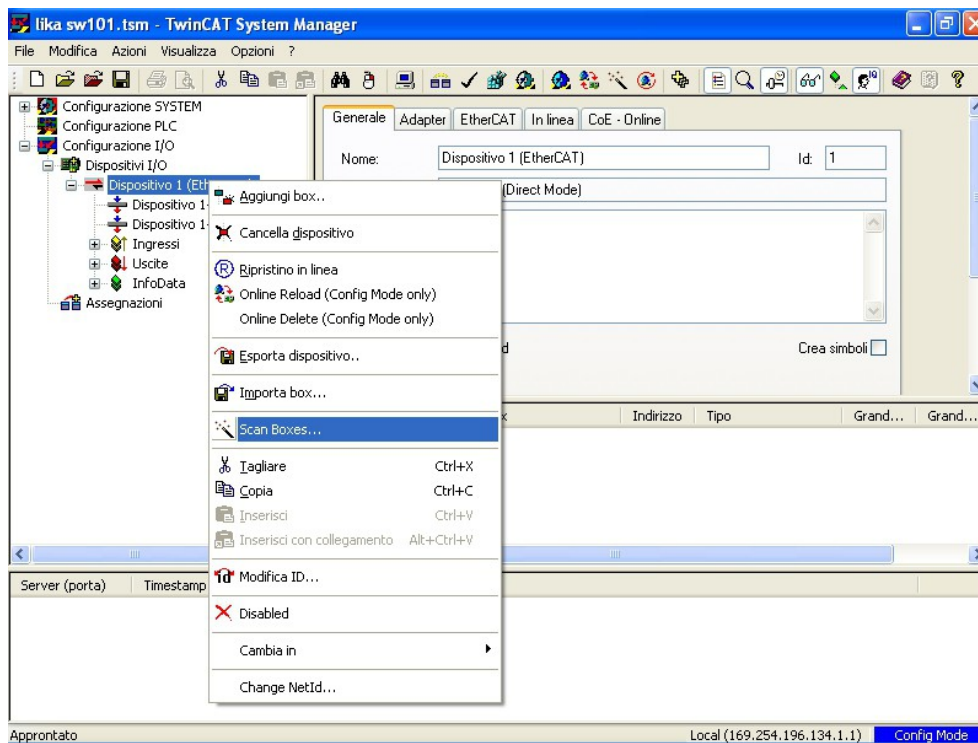 lika sw101.tsm - TwinCAT System Manager
File Modifica Azioni Visualizza Opzioni ?
Configurazione SYSTEM
Configurazione PLC
Configurazione I/O
Dispositivi I/O
Dispositivo 1 (Eth
Dispositivo 1-
Dispositivo 1-
Ingressi
Uscite
InfoData
Assegnazioni
Generale Adapter EtherCAT In linea CoE - Online
Nome: Dispositivo 1 (EtherCAT) Id: 1
(Direct Mode)
Crea simboli
Indirizzo Tipo Grand... Grand...
Aggiungi box..
Cancella dispositivo
Ripristino in linea
Online Reload (Config Mode only)
Online Delete (Config Mode only)
Esporta dispositivo..
Importa box...
Scan Boxes...
Tagliare Ctrl+X
Copia Ctrl+C
Inserisci Ctrl+V
Inserisci con collegamento Alt+Ctrl+V
Modifica ID...
Disabled
Cambia in
Change NetId...
Server (porta) Timestamp
Approntato Local (169.254.196.134.1.1) Config Mode